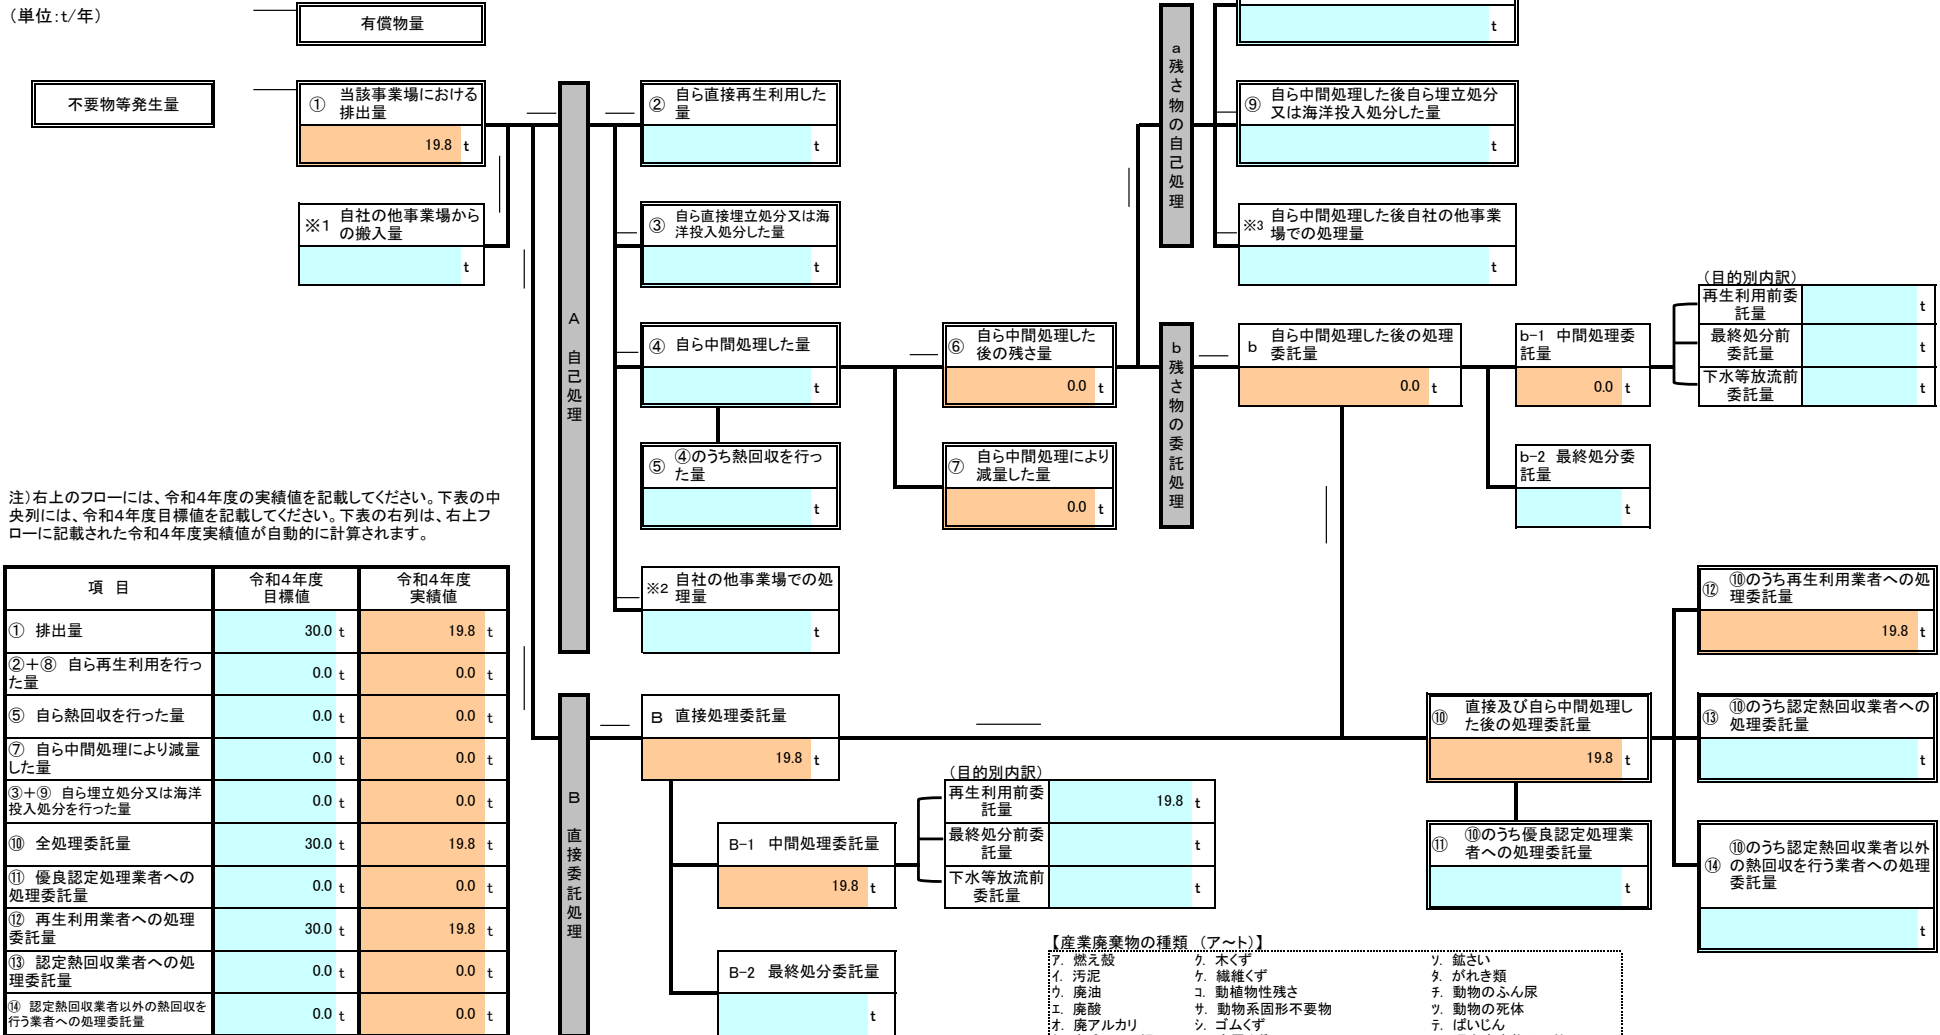 (単位:t/年)
有償物量
不要物等発生量
① 当該事業場における
排出量
19.8 t
※1 自社の他事業場から
の搬入量
t
A 自己処理
② 自ら直接再生利用した
量
t
③ 自ら直接埋立処分又は海
洋投入処分した量
t
④ 自ら中間処理した量
t
⑤ ④のうち熱回収を行っ
た量
t
※2 自社の他事業場での処
理量
t
⑥ 自ら中間処理した
後の残さ量
0.0 t
⑦ 自ら中間処理により
減量した量
0.0 t
a 残さ物の自己処理
t
⑨ 自ら中間処理した後自ら埋立処分
又は海洋投入処分した量
t
※3 自ら中間処理した後自社の他事業
場での処理量
t
b 残さ物の委託処理
b 自ら中間処理した後の処理
委託量
0.0 t
b-1 中間処理委
託量
0.0 t
(目的別内訳)
再生利用前委
託量 t
最終処分前
委託量 t
下水等放流前
委託量 t
b-2 最終処分委
託量
t
注)右上のフローには、令和4年度の実績値を記載してください。下表の中
央列には、令和4年度目標値を記載してください。下表の右列は、右上フ
ローに記載された令和4年度実績値が自動的に計算されます。
項 目 令和4年度
目標値 令和4年度
実績値
① 排出量 30.0 t 19.8 t
②+⑧ 自ら再生利用を行っ
た量 0.0 t 0.0 t
⑤ 自ら熱回収を行った量 0.0 t 0.0 t
⑦ 自ら中間処理により減量
した量 0.0 t 0.0 t
③+⑨ 自ら埋立処分又は海洋
投入処分を行った量 0.0 t 0.0 t
⑩ 全処理委託量 30.0 t 19.8 t
⑪ 優良認定処理業者への
処理委託量 0.0 t 0.0 t
⑫ 再生利用業者への処理
委託量 30.0 t 19.8 t
⑬ 認定熱回収業者への処
理委託量 0.0 t 0.0 t
⑭ 認定熱回収業者以外の熱回収を
行う業者への処理委託量 0.0 t 0.0 t
B 直接委託処理
B 直接処理委託量
19.8 t
B-1 中間処理委託量
19.8 t
(目的別内訳)
再生利用前委
託量 19.8 t
最終処分前委
託量 t
下水等放流前
委託量 t
B-2 最終処分委託量
t
⑩ 直接及び自ら中間処理し
た後の処理委託量
19.8 t
⑪ ⑩のうち優良認定処理業
者への処理委託量
t
⑫ ⑩のうち再生利用業者への処
理委託量
19.8 t
⑬ ⑩のうち認定熱回収業者への
処理委託量
t
⑭ ⑩のうち認定熱回収業者以外
の熱回収を行う業者への処理
委託量
t
【産業廃棄物の種類 (ア~ト)】
ア. 燃え殻 ク. 木くず ソ. 鉱さい
イ. 汚泥 ケ. 繊維くず タ. がれき類
ウ. 廃油 コ. 動植物性残さ チ. 動物のふん尿
エ. 廃酸 サ. 動物系固形不要物 ツ. 動物の死体
オ. 廃アルカリ シ. ゴムくず テ. ばいじん